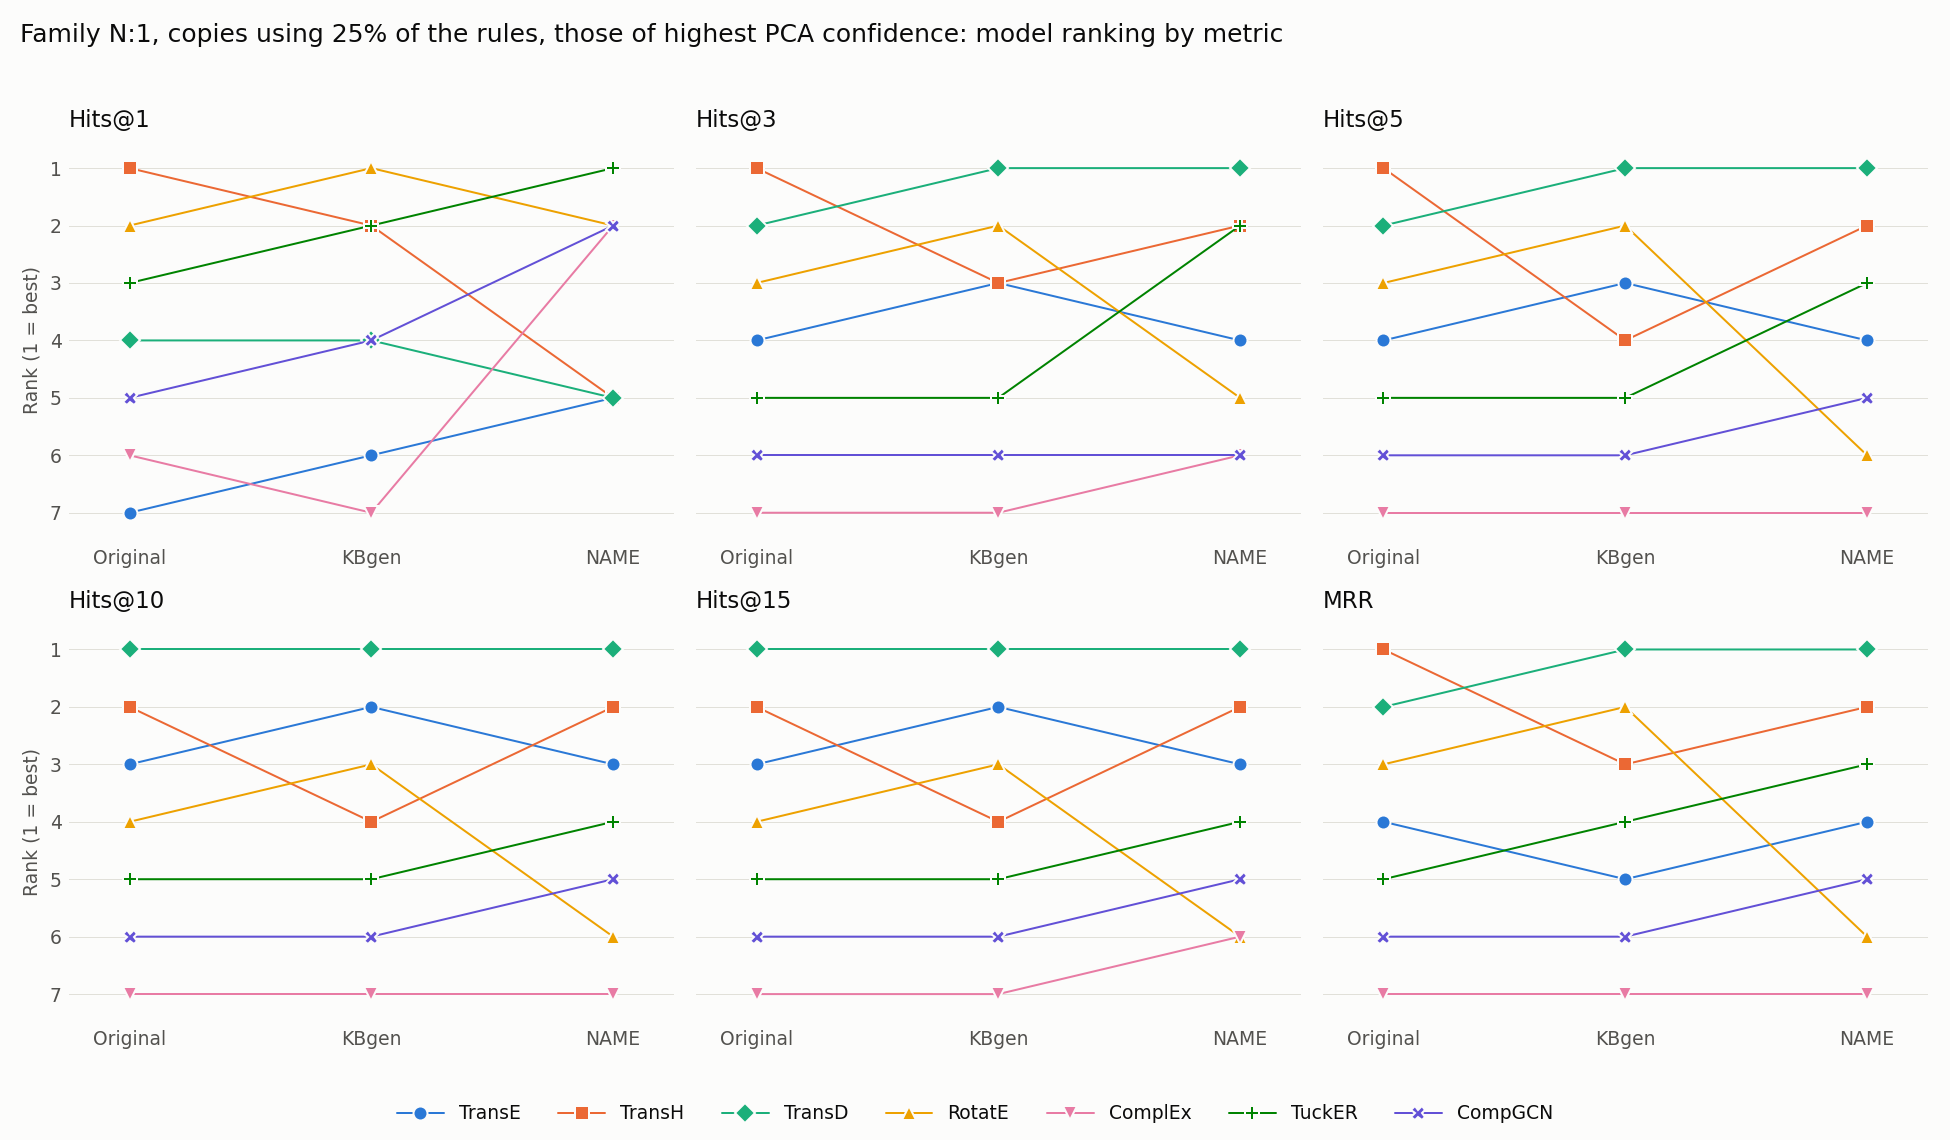 Family N:1, copies using 25% of the rules, those of highest PCA confidence: model ranking by metric
Hits@1
Hits@3
Hits@5
Rank (1 = best)
1
2
3
4
5
6
7
Original
KBgen
NAME
Original
KBgen
NAME
Original
KBgen
NAME
Hits@10
Hits@15
MRR
Rank (1 = best)
1
2
3
4
5
6
7
Original
KBgen
NAME
Original
KBgen
NAME
Original
KBgen
NAME
TransE
TransH
TransD
RotatE
ComplEx
TuckER
CompGCN